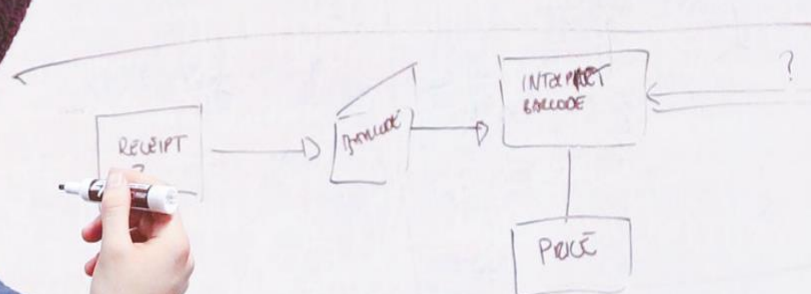 ?
INTERPRET
BARCODE
RECEIPT
?
BARCODE
PRICE